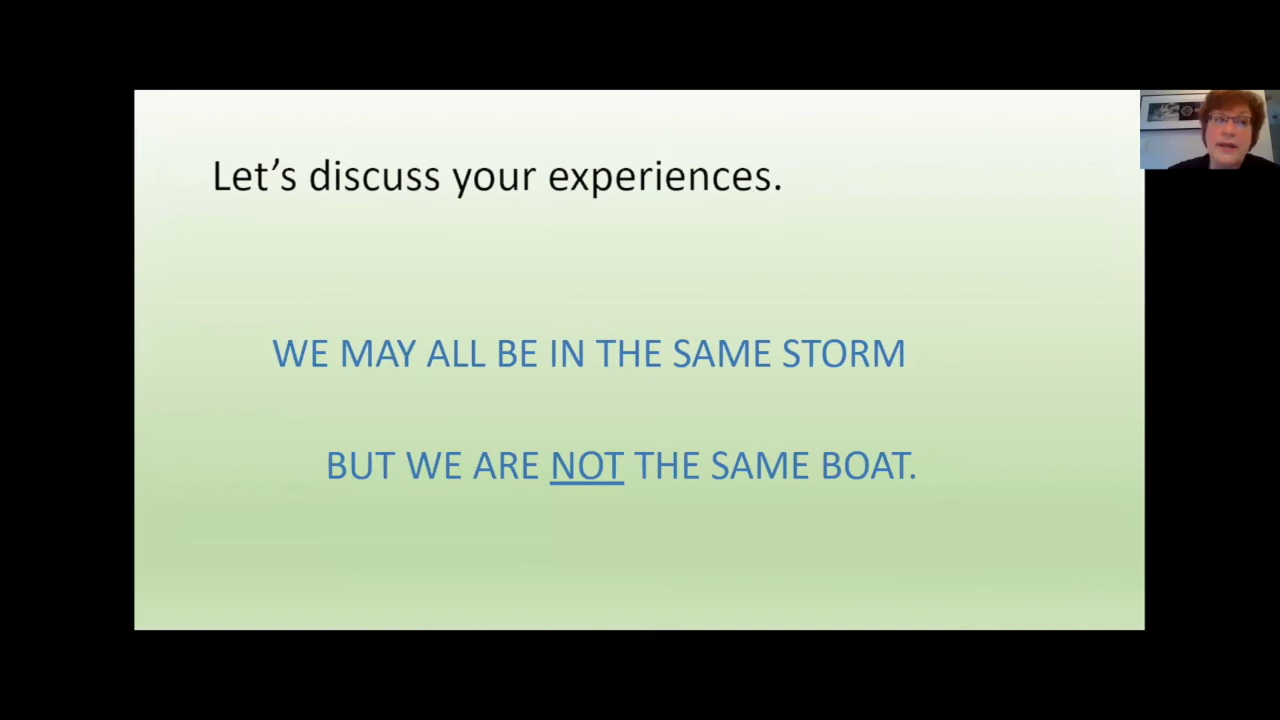 Let’s discuss your experiences.
WE MAY ALL BE IN THE SAME STORM
BUT WE ARE NOT THE SAME BOAT.